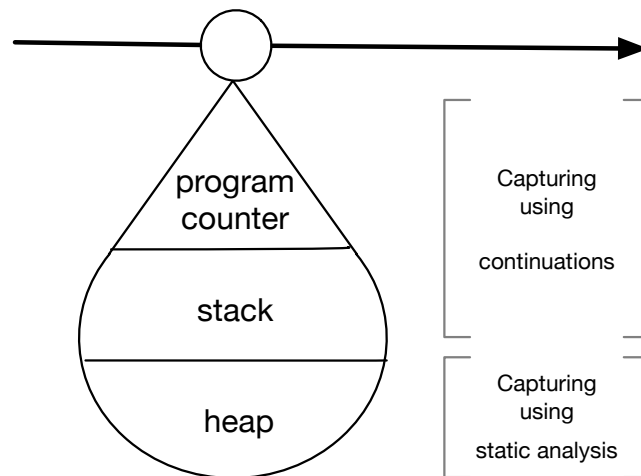 program
counter
stack
heap
Capturing
using
continuations
Capturing
using
static analysis